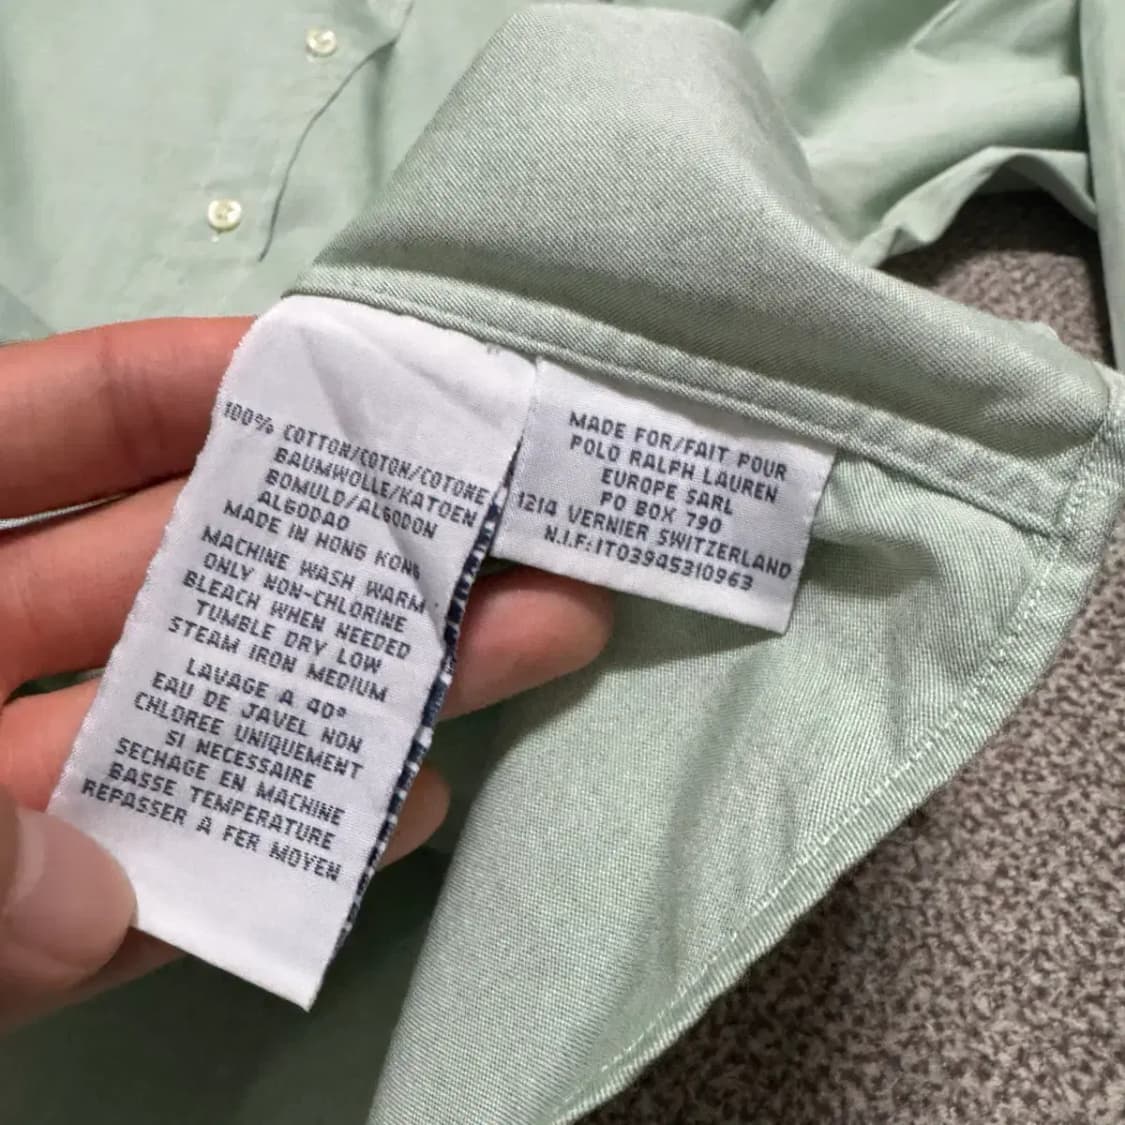 100% COTTON/COTON/COTONE
BAUMWOLLE/KATOEN
BOMULD/ALGODON
ALGODAO
MADE IN HONG KONG
MACHINE WASH WARM
ONLY NON-CHLORINE
BLEACH WHEN NEEDED
TUMBLE DRY LOW
STEAM IRON MEDIUM
LAVAGE A 40°
EAU DE JAVEL NON
CHLOREE UNIQUEMENT
SI NECESSAIRE
SECHAGE EN MACHINE
BASSE TEMPERATURE
REPASSER A FER MOYEN
MADE FOR/FAIT POUR
POLO RALPH LAUREN
EUROPE SARL
PO BOX 790
1214 VERNIER SWITZERLAND
N.I.F:IT03945310963